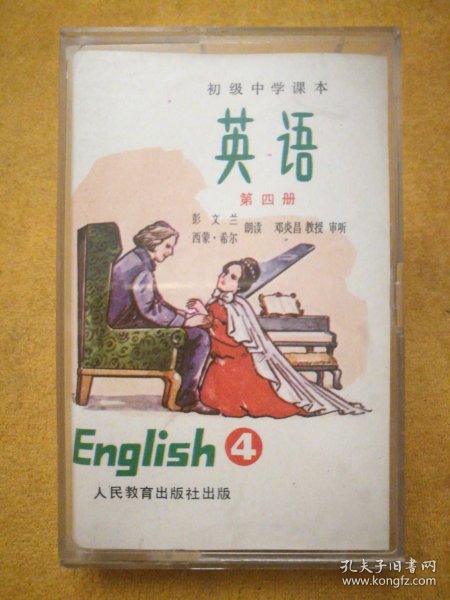 初级中学课本
英语
第四册
彭文兰
西蒙·希尔
朗读 邓炎昌 教授 审听
English 4
人民教育出版社出版
孔夫子旧书网
www.kongfz.com